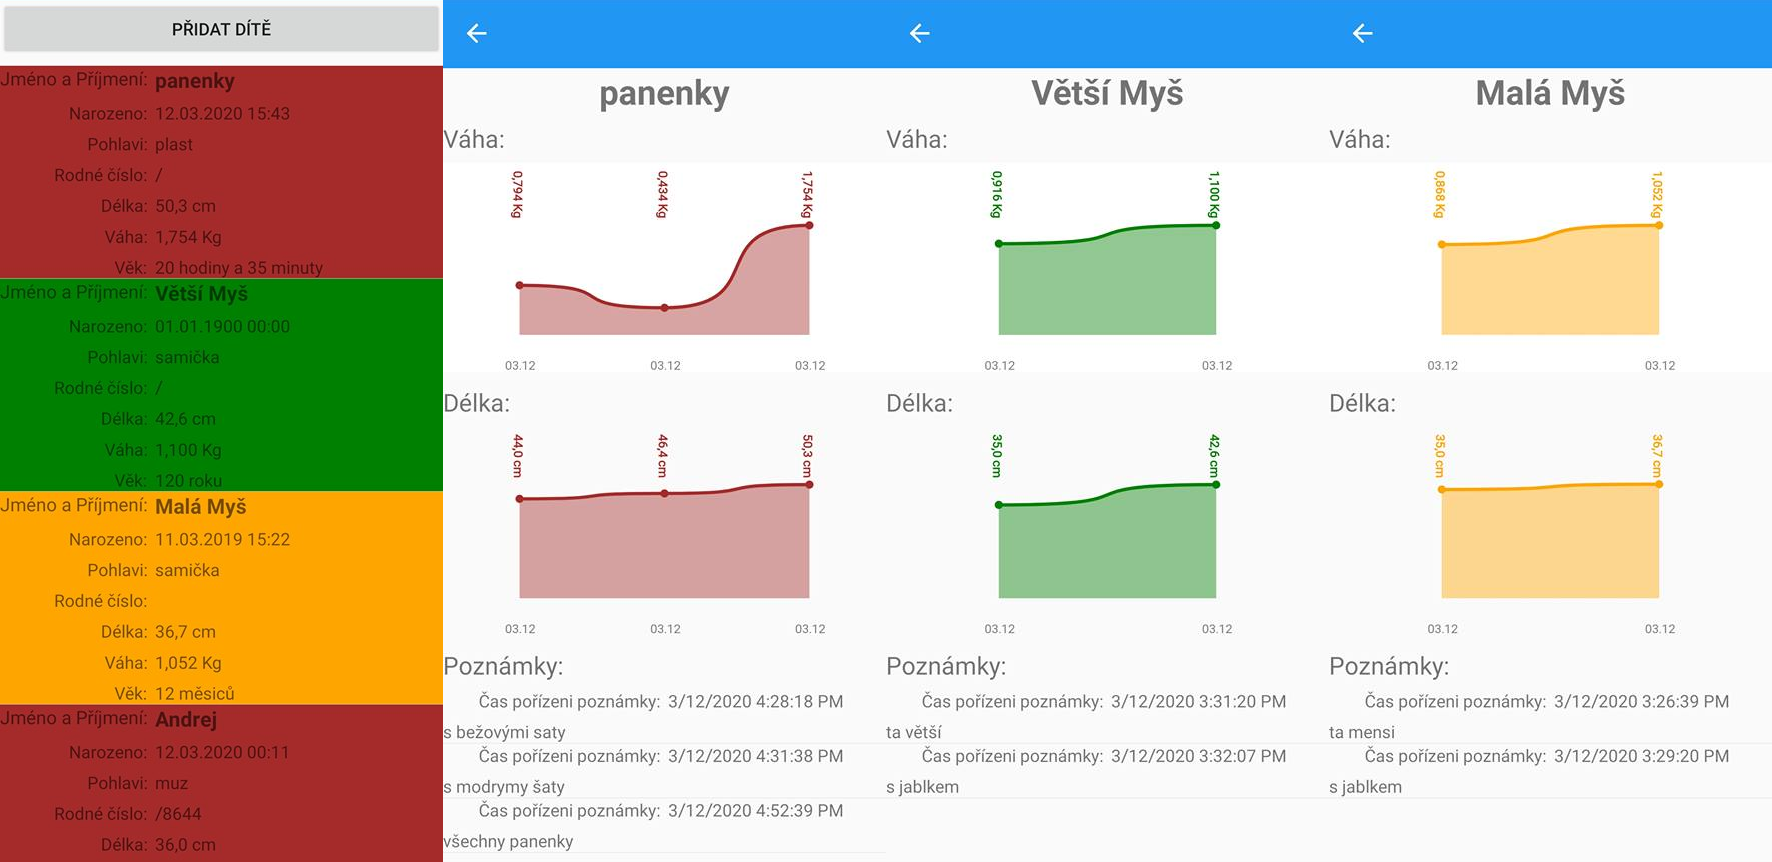 PŘIDAT DÍTĚ
Jméno a Příjmení: panenky
Narozeno: 12.03.2020 15:43
Pohlavi: plast
Rodné číslo: /
Délka: 50,3 cm
Váha: 1,754 Kg
Věk: 20 hodiny a 35 minuty
Jméno a Příjmení: Větší Myš
Narozeno: 01.01.1900 00:00
Pohlavi: samička
Rodné číslo: /
Délka: 42,6 cm
Váha: 1,100 Kg
Věk: 120 roku
Jméno a Příjmení: Malá Myš
Narozeno: 11.03.2019 15:22
Pohlavi: samička
Rodné číslo:
Délka: 36,7 cm
Váha: 1,052 Kg
Věk: 12 měsiců
Jméno a Příjmení: Andrej
Narozeno: 12.03.2020 00:11
Pohlavi: muz
Rodné číslo: /8644
Délka: 36,0 cm
panenky
Váha:
0,794 Kg
0,434 Kg
1,754 Kg
03.12 03.12 03.12
Délka:
44,0 cm
46,4 cm
50,3 cm
03.12 03.12 03.12
Poznámky:
Čas pořízeni poznámky: 3/12/2020 4:28:18 PM
s bežovými saty
Čas pořízeni poznámky: 3/12/2020 4:31:38 PM
s modrymy šaty
Čas pořízeni poznámky: 3/12/2020 4:52:39 PM
všechny panenky
Větší Myš
Váha:
0,916 Kg
1,100 Kg
03.12 03.12
Délka:
35,0 cm
42,6 cm
03.12 03.12
Poznámky:
Čas pořízeni poznámky: 3/12/2020 3:31:20 PM
ta větší
Čas pořízeni poznámky: 3/12/2020 3:32:07 PM
s jablkem
Malá Myš
Váha:
0,868 Kg
1,052 Kg
03.12 03.12
Délka:
35,0 cm
36,7 cm
03.12 03.12
Poznámky:
Čas pořízeni poznámky: 3/12/2020 3:26:39 PM
ta mensi
Čas pořízeni poznámky: 3/12/2020 3:29:20 PM
s jablkem